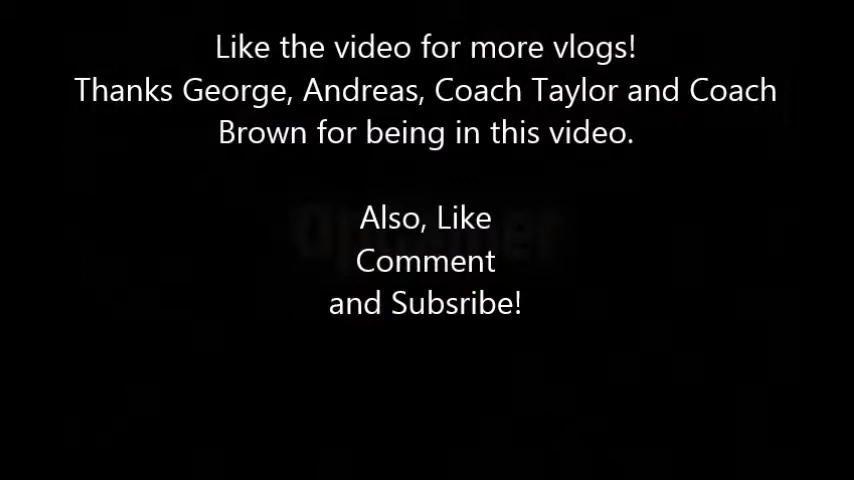 Like the video for more vlogs!
Thanks George, Andreas, Coach Taylor and Coach
Brown for being in this video.
Also, Like
Comment
and Subsribe!